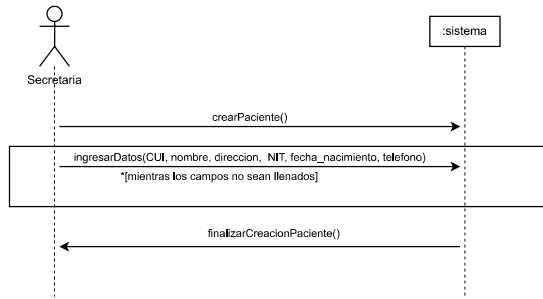 :sistema
Secretaria
crearPaciente()
ingresarDatos(CUI, nombre, direccion, NIT, fecha_nacimiento, telefono)
*[mientras los campos no sean llenados]
finalizarCreacionPaciente()